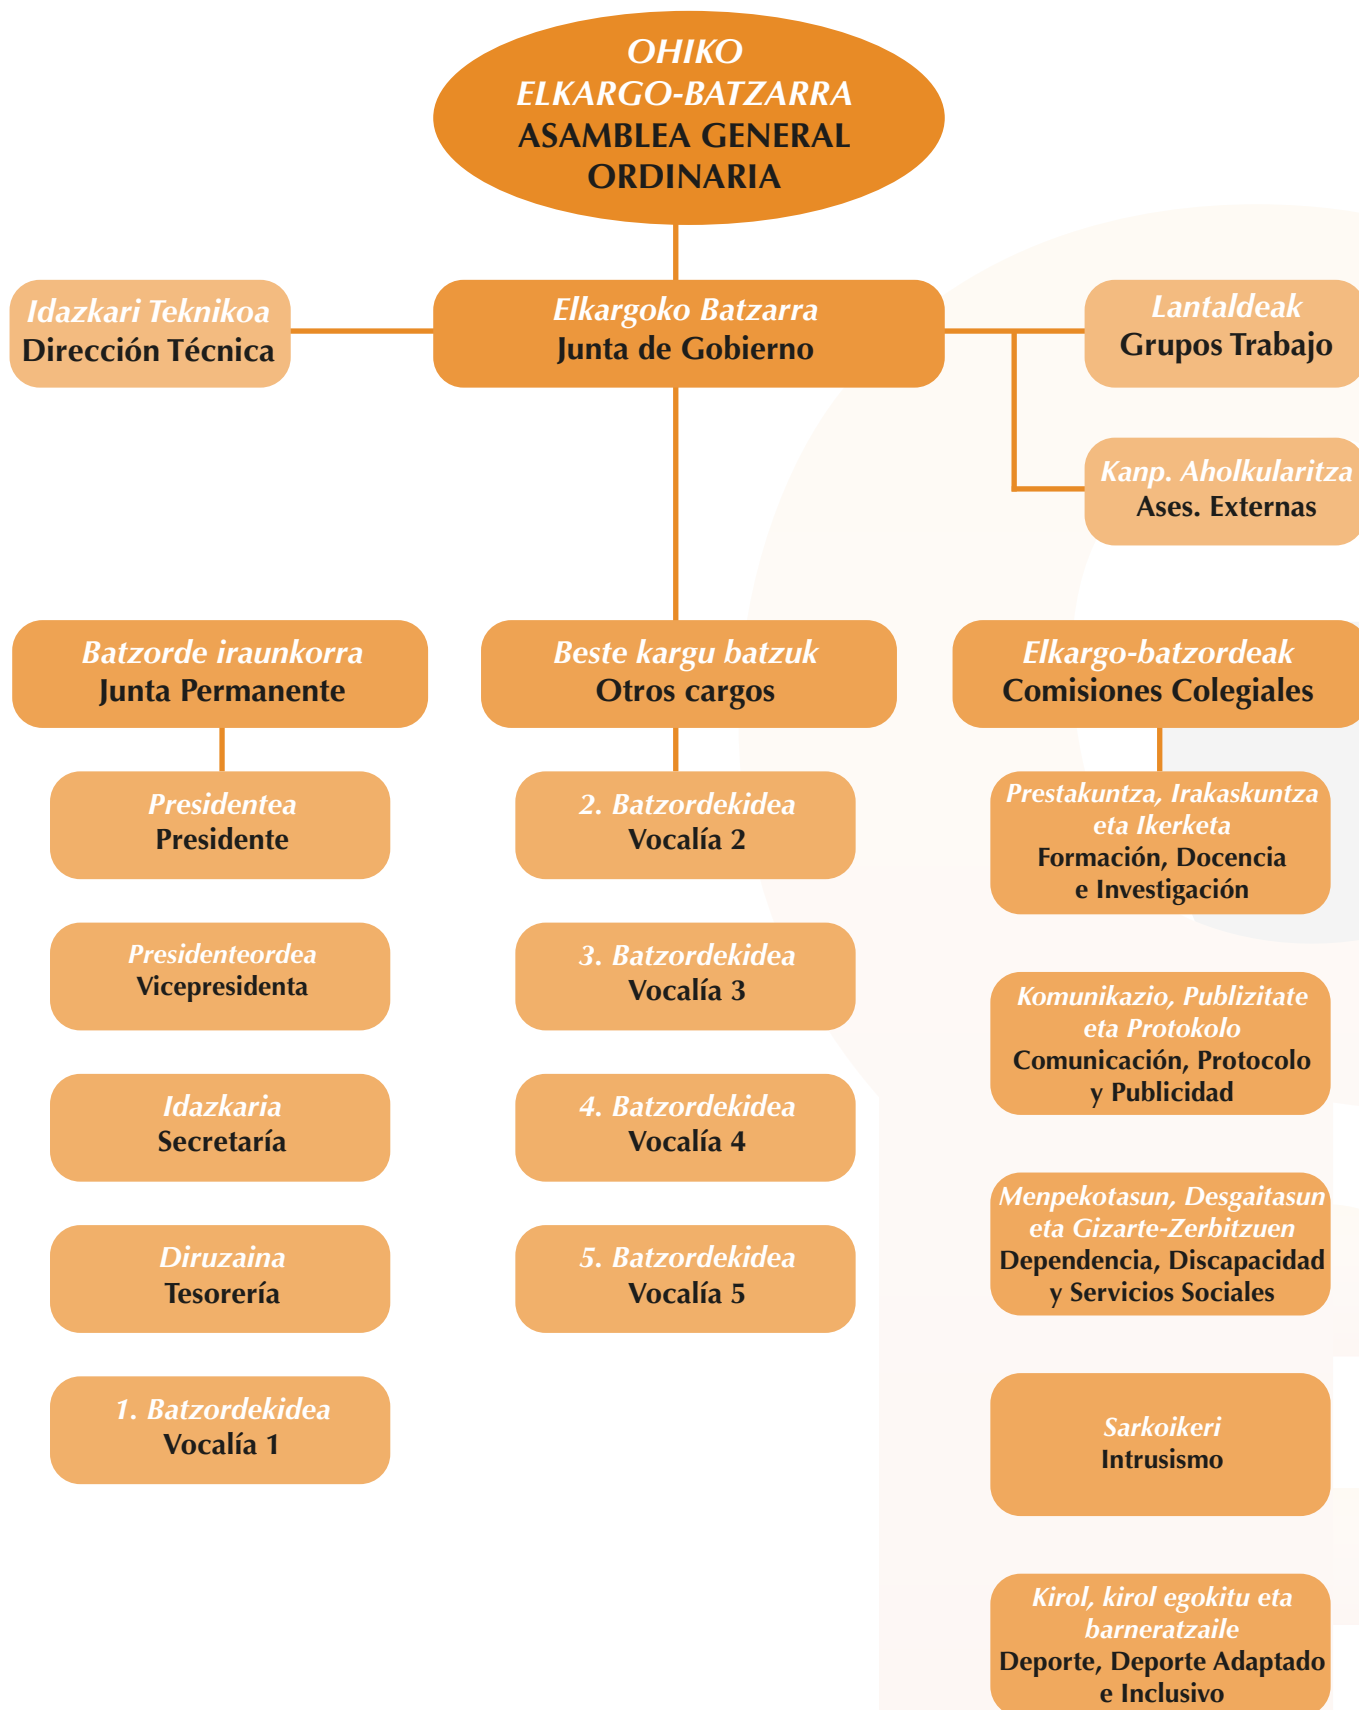 OHIKO
ELKARGO-BATZARRA
ASAMBLEA GENERAL
ORDINARIA
Idazkari Teknikoa
Dirección Técnica
Elkargoko Batzarra
Junta de Gobierno
Lantaldeak
Grupos Trabajo
Kanp. Aholkularitza
Ases. Externas
Batzorde iraunkorra
Junta Permanente
Presidentea
Presidente
Presidenteordea
Vicepresidenta
Idazkaria
Secretaría
Diruzaina
Tesorería
1. Batzordekidea
Vocalía 1
Beste kargu batzuk
Otros cargos
2. Batzordekidea
Vocalía 2
3. Batzordekidea
Vocalía 3
4. Batzordekidea
Vocalía 4
5. Batzordekidea
Vocalía 5
Elkargo-batzordeak
Comisiones Colegiales
Prestakuntza, Irakaskuntza
eta Ikerketa
Formación, Docencia
e Investigación
Komunikazio, Publizitate
eta Protokolo
Comunicación, Protocolo
y Publicidad
Menpekotasun, Desgaitasun
eta Gizarte-Zerbitzuen
Dependencia, Discapacidad
y Servicios Sociales
Sarkoikeri
Intrusismo
Kirol, kirol egokitu eta
barneratzaile
Deporte, Deporte Adaptado
e Inclusivo